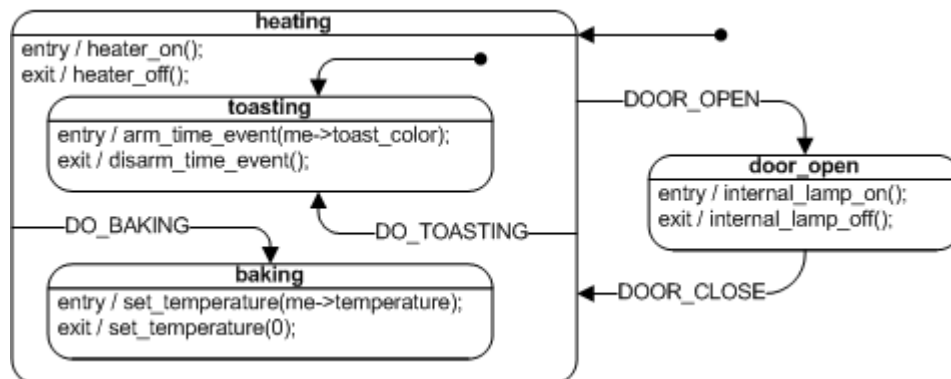 heating
entry / heater_on();
exit / heater_off();
toasting
entry / arm_time_event(me->toast_color);
exit / disarm_time_event();
DO_BAKING
DO_TOASTING
baking
entry / set_temperature(me->temperature);
exit / set_temperature(0);
DOOR_OPEN
door_open
entry / internal_lamp_on();
exit / internal_lamp_off();
DOOR_CLOSE